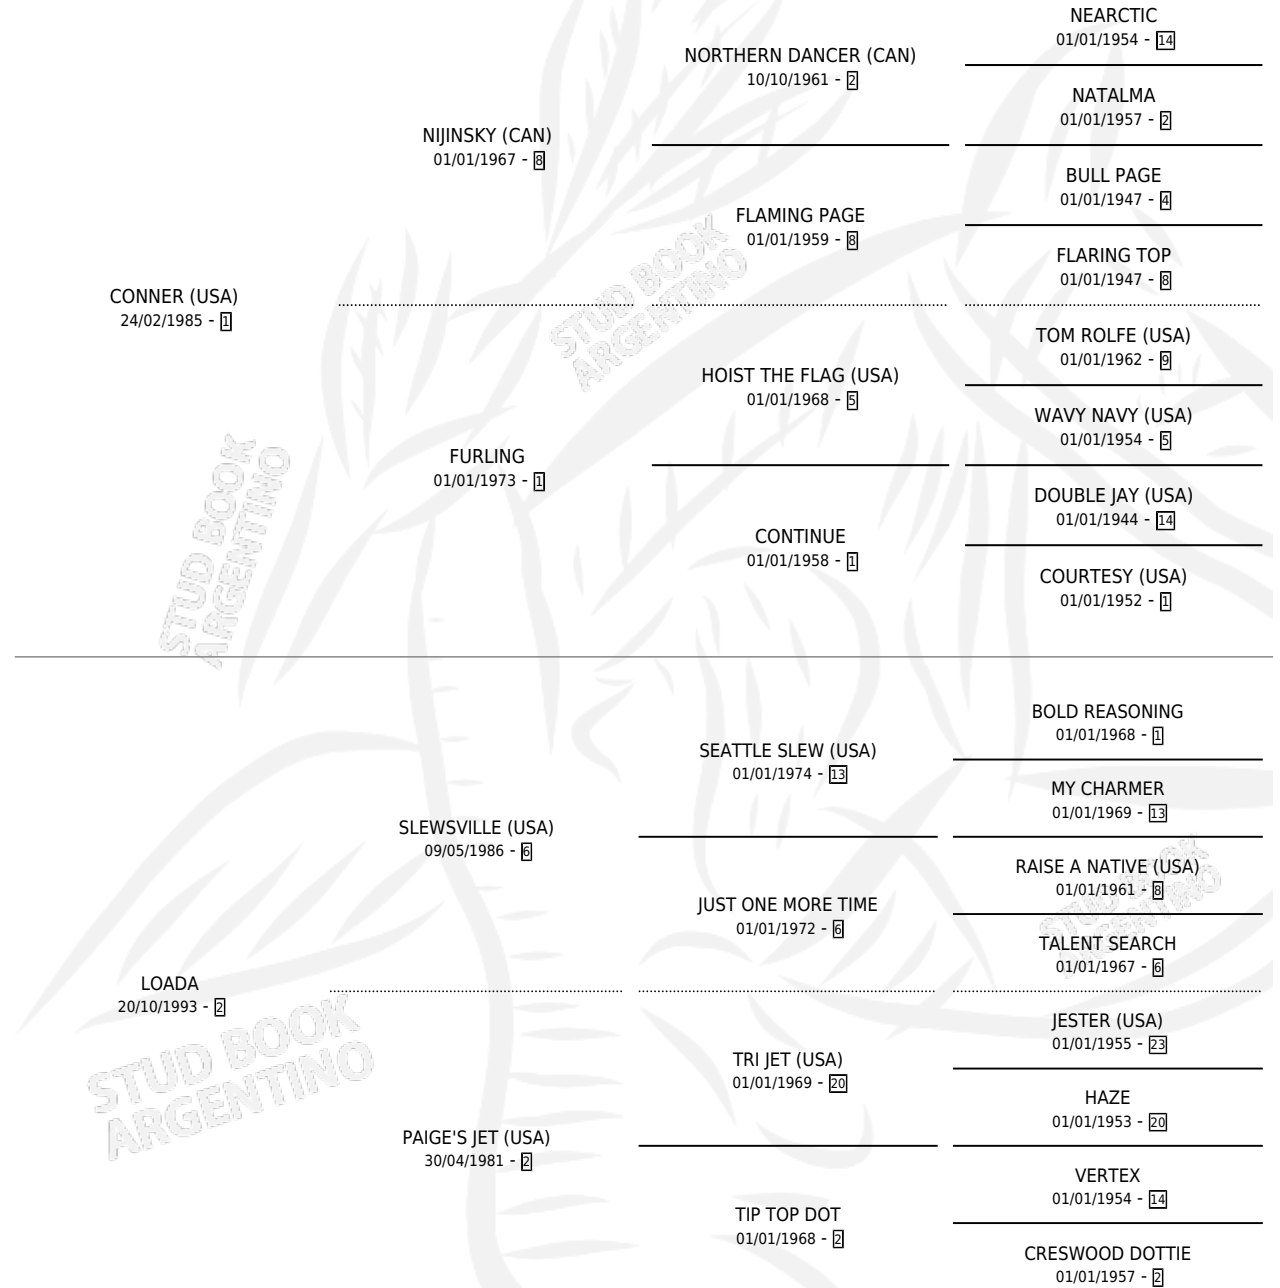 NEARCTIC
01/01/1954 - 14
NORTHERN DANCER (CAN)
10/10/1961 - 2
NATALMA
01/01/1957 - 2
NIJINSKY (CAN)
01/01/1967 - 8
BULL PAGE
01/01/1947 - 4
FLAMING PAGE
01/01/1959 - 8
FLARING TOP
01/01/1947 - 8
CONNER (USA)
24/02/1985 - 1
STUD BOOK
ARGENTINO
TOM ROLFE (USA)
01/01/1962 - 9
HOIST THE FLAG (USA)
01/01/1968 - 5
WAVY NAVY (USA)
01/01/1954 - 5
FURLING
01/01/1973 - 1
DOUBLE JAY (USA)
01/01/1944 - 14
CONTINUE
01/01/1958 - 1
COURTESY (USA)
01/01/1952 - 1
STUD BOOK
ARGENTINO
BOLD REASONING
01/01/1968 - 1
SEATTLE SLEW (USA)
01/01/1974 - 13
MY CHARMER
01/01/1969 - 13
SLEWSVILLE (USA)
09/05/1986 - 6
RAISE A NATIVE (USA)
01/01/1961 - 8
JUST ONE MORE TIME
01/01/1972 - 6
TALENT SEARCH
01/01/1967 - 6
STUD BOOK
ARGENTINO
LOADA
20/10/1993 - 2
JESTER (USA)
01/01/1955 - 23
TRI JET (USA)
01/01/1969 - 20
HAZE
01/01/1953 - 20
STUD BOOK
ARGENTINO
PAIGE'S JET (USA)
30/04/1981 - 2
VERTEX
01/01/1954 - 14
TIP TOP DOT
01/01/1968 - 2
CRESWOOD DOTTIE
01/01/1957 - 2